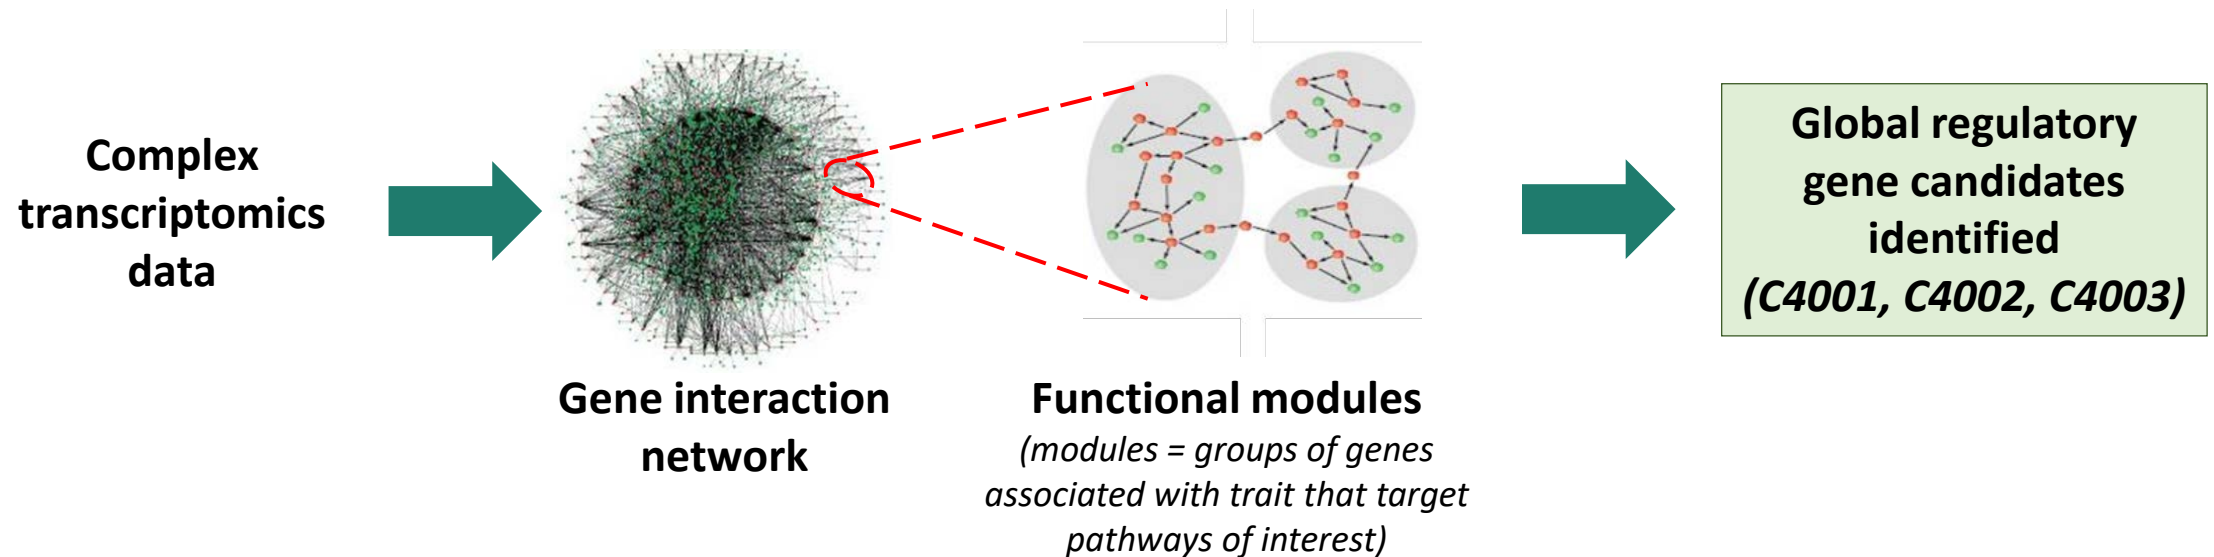 Complex
transcriptomics
data
Gene interaction
network
Functional modules
(modules = groups of genes
associated with trait that target
pathways of interest)
Global regulatory
gene candidates
identified
(C4001, C4002, C4003)